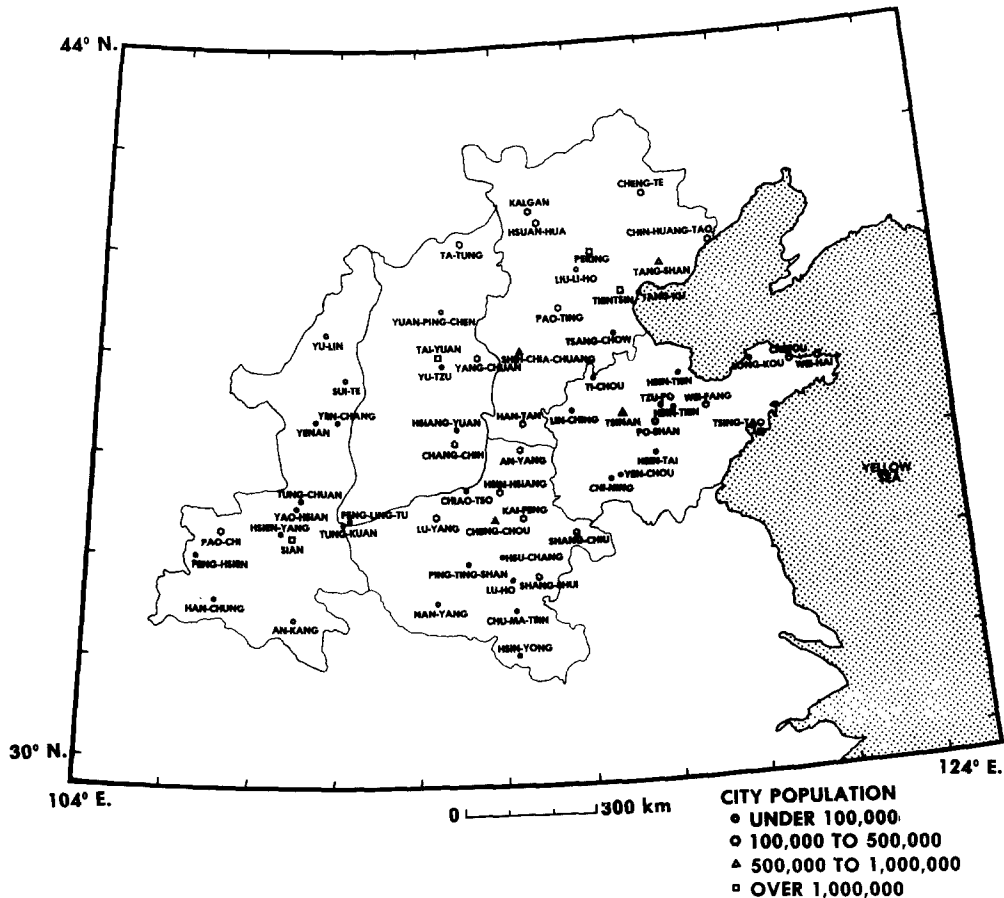 44° N.
CHENG-TE
KALGAN
HSUAN-HUA
CHIN-HUANG-TAO
TA-TUNG
LIU-LI-HO
TANG-SHAN
TIENTSIN
TANG-KU
YUAN-PING-CHEN
PAO-TING
TSANG-CHOW
YU-LIN
TAI-YUAN
SHIH-CHIA-CHUANG
YANG-CHUAN
YU-TZU
WEI-HAI
TI-CHOU
HSIN-TIEN
SUI-TE
TZU-PO
WEI-FANG
YEN-CHANG
YENAN
HSIANG-YUAN
HAN-TAN
LIN-CHING
TSINAN
PO-SHAN
TSING-TAO
CHANG-CHIH
AN-YANG
HSIN-TAI
YEN-CHOU
CHI-NING
YELLOW
SEA
HSIN-HSIANG
CHIAO-TSO
TUNG-CHUAN
YAO-HSIAN
FENG-LING-TU
KAI-FENG
HSIEN-YANG
TUNG-KUAN
LU-YANG
CHENG-CHOU
SHANG-CHIU
PAO-CHI
SIAN
FENG-HSIEN
HSU-CHANG
PING-TING-SHAN
LU-HO
SHANG-SHUI
HAN-CHUNG
NAN-YANG
AN-KANG
CHU-MA-TIEN
HSIN-YONG
30° N.
104° E.
124° E.
0 300 km
CITY POPULATION
UNDER 100,000
100,000 TO 500,000
500,000 TO 1,000,000
OVER 1,000,000